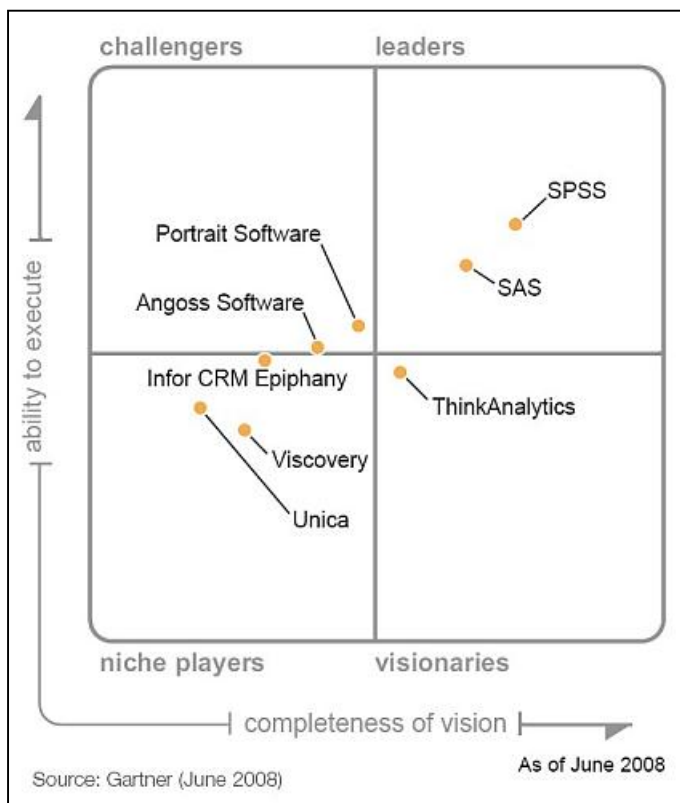 challengers
leaders
SPSS
Portrait Software
SAS
Angoss Software
Infor CRM Epiphany
ThinkAnalytics
Viscovery
Unica
ability to execute
niche players
visionaries
completeness of vision
As of June 2008
Source: Gartner (June 2008)